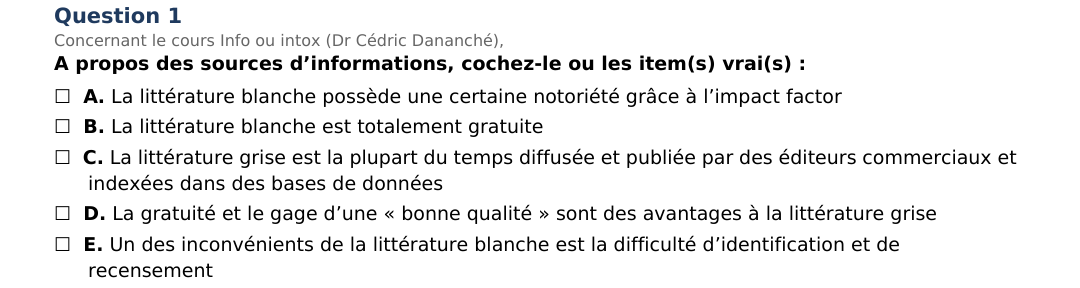 Question 1
Concernant le cours Info ou intox (Dr Cédric Dananché),
A propos des sources d’informations, cochez-le ou les item(s) vrai(s) :
☐ A. La littérature blanche possède une certaine notoriété grâce à l’impact factor
☐ B. La littérature blanche est totalement gratuite
☐ C. La littérature grise est la plupart du temps diffusée et publiée par des éditeurs commerciaux et
indexées dans des bases de données
☐ D. La gratuité et le gage d’une « bonne qualité » sont des avantages à la littérature grise
☐ E. Un des inconvénients de la littérature blanche est la difficulté d’identification et de
recensement